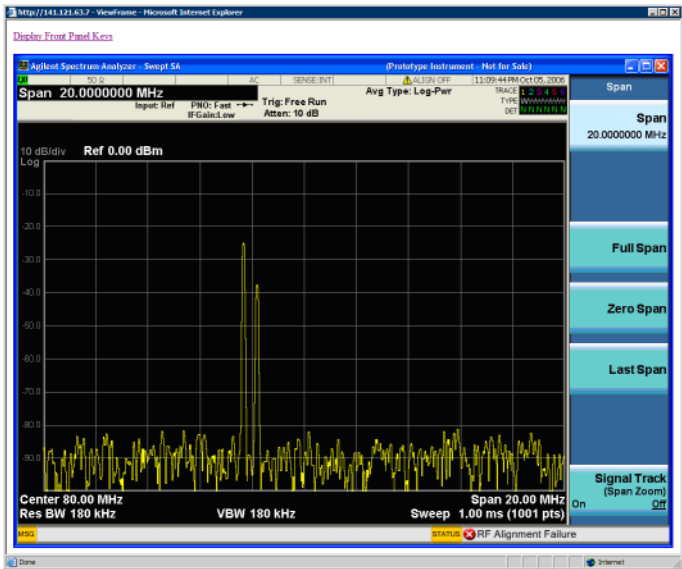 http://141.121.63.7 - ViewFrame - Microsoft Internet Explorer
Display Front Panel Keys
Agilent Spectrum Analyzer - Swept SA (Prototype Instrument - Not for Sale)
50 Ω AC SENSE:INT ALIGN OFF 11:09:44 PM Oct 05, 2006
Span 20.0000000 MHz
Input: Ref PNO: Fast Trig: Free Run
IFGain:Low Atten: 10 dB
Avg Type: Log-Pwr
TRACE 1 2 3 4 5 6
TYPE
DET N N N N N N
Span
Span
20.0000000 MHz
Full Span
Zero Span
Last Span
Signal Track
(Span Zoom)
On Off
10 dB/div Ref 0.00 dBm
Log
-10.0
-20.0
-30.0
-40.0
-50.0
-60.0
-70.0
-80.0
-90.0
Center 80.00 MHz Span 20.00 MHz
Res BW 180 kHz VBW 180 kHz Sweep 1.00 ms (1001 pts)
MSG STATUS RF Alignment Failure
Done Internet